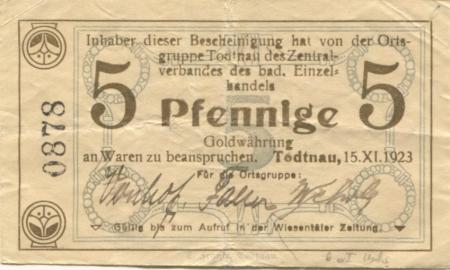 Inhaber dieser Bescheinigung hat von der Orts-
gruppe Todtnau des Zentral-
verbandes des bad. Einzel-
handels
5 Pfennige 5
Goldwährung
an Waren zu beanspruchen. Todtnau, 15.XI.1923
Für die Ortsgruppe:
Gültig bis zum Aufruf in der Wiesentäler Zeitung.
0878
5